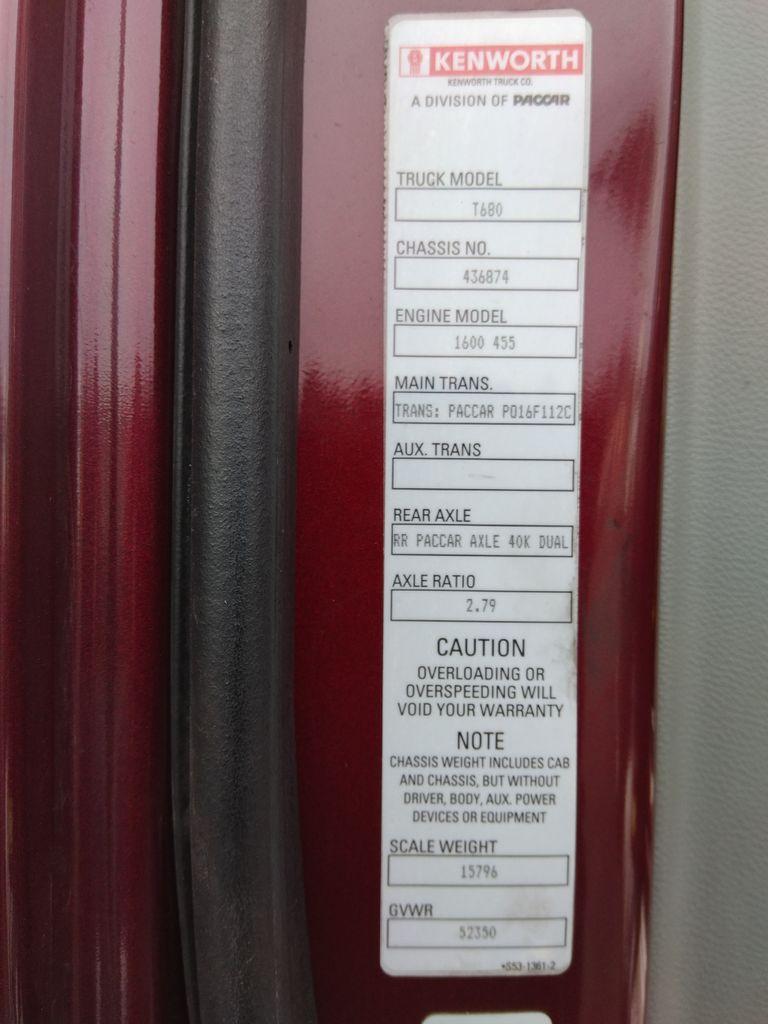 KENWORTH
KENWORTH TRUCK CO.
A DIVISION OF PACCAR
TRUCK MODEL
T680
CHASSIS NO.
436874
ENGINE MODEL
1600 455
MAIN TRANS.
TRANS: PACCAR PO16F112C
AUX. TRANS
REAR AXLE
RR PACCAR AXLE 40K DUAL
AXLE RATIO
2.79
CAUTION
OVERLOADING OR
OVERSPEEDING WILL
VOID YOUR WARRANTY
NOTE
CHASSIS WEIGHT INCLUDES CAB
AND CHASSIS, BUT WITHOUT
DRIVER, BODY, AUX. POWER
DEVICES OR EQUIPMENT
SCALE WEIGHT
15796
GVWR
52350
•S53-1361-2